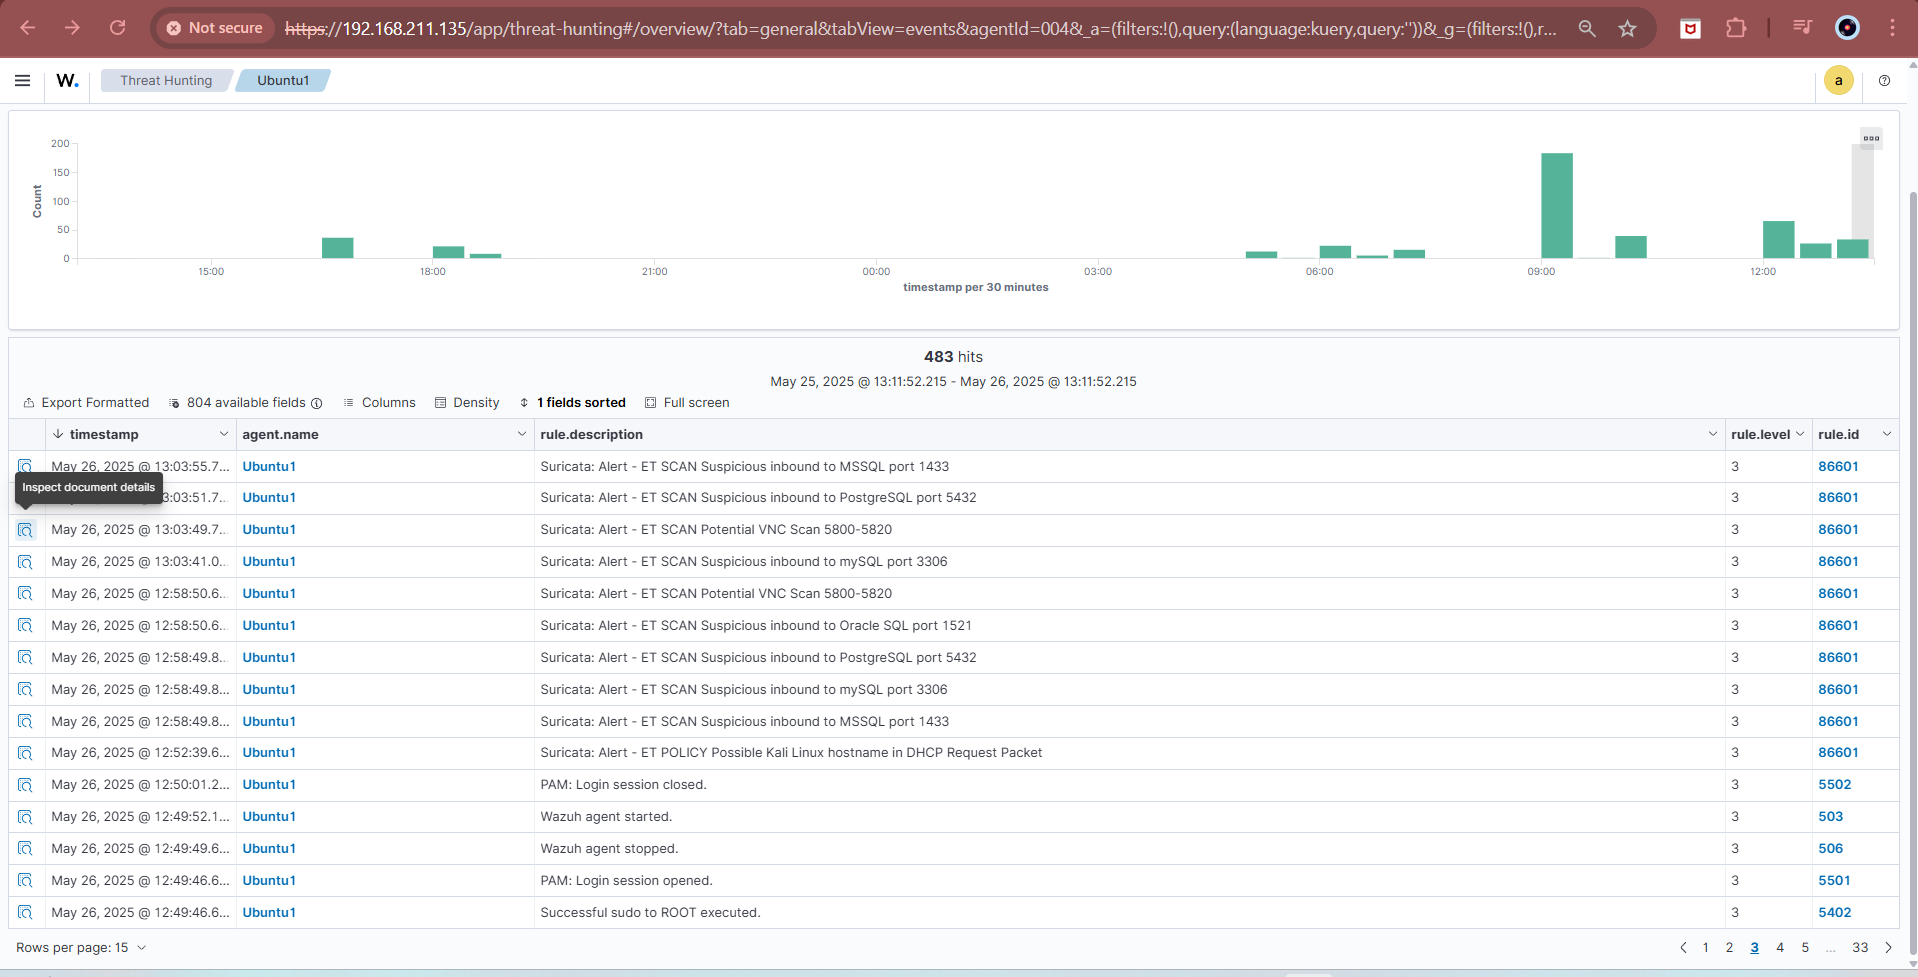 Not secure https://192.168.211.135/app/threat-hunting#/overview/?tab=general&tabView=events&agentId=004&_a=(filters:!(),query:(language:kuery,query:''))&_g=(filters:!(),r...
W. Threat Hunting Ubuntu1 a
200
150
100
50
0
Count
15:00 18:00 21:00 00:00 03:00 06:00 09:00 12:00
timestamp per 30 minutes
483 hits
May 25, 2025 @ 13:11:52.215 - May 26, 2025 @ 13:11:52.215
Export Formatted 804 available fields Columns Density 1 fields sorted Full screen
timestamp agent.name rule.description rule.level rule.id
May 26, 2025 @ 13:03:55.7... Ubuntu1 Suricata: Alert - ET SCAN Suspicious inbound to MSSQL port 1433 3 86601
Inspect document details
3:03:51.7... Ubuntu1 Suricata: Alert - ET SCAN Suspicious inbound to PostgreSQL port 5432 3 86601
May 26, 2025 @ 13:03:49.7... Ubuntu1 Suricata: Alert - ET SCAN Potential VNC Scan 5800-5820 3 86601
May 26, 2025 @ 13:03:41.0... Ubuntu1 Suricata: Alert - ET SCAN Suspicious inbound to mySQL port 3306 3 86601
May 26, 2025 @ 12:58:50.6... Ubuntu1 Suricata: Alert - ET SCAN Potential VNC Scan 5800-5820 3 86601
May 26, 2025 @ 12:58:50.6... Ubuntu1 Suricata: Alert - ET SCAN Suspicious inbound to Oracle SQL port 1521 3 86601
May 26, 2025 @ 12:58:49.8... Ubuntu1 Suricata: Alert - ET SCAN Suspicious inbound to PostgreSQL port 5432 3 86601
May 26, 2025 @ 12:58:49.8... Ubuntu1 Suricata: Alert - ET SCAN Suspicious inbound to mySQL port 3306 3 86601
May 26, 2025 @ 12:58:49.8... Ubuntu1 Suricata: Alert - ET SCAN Suspicious inbound to MSSQL port 1433 3 86601
May 26, 2025 @ 12:52:39.6... Ubuntu1 Suricata: Alert - ET POLICY Possible Kali Linux hostname in DHCP Request Packet 3 86601
May 26, 2025 @ 12:50:01.2... Ubuntu1 PAM: Login session closed. 3 5502
May 26, 2025 @ 12:49:52.1... Ubuntu1 Wazuh agent started. 3 503
May 26, 2025 @ 12:49:49.6... Ubuntu1 Wazuh agent stopped. 3 506
May 26, 2025 @ 12:49:46.6... Ubuntu1 PAM: Login session opened. 3 5501
May 26, 2025 @ 12:49:46.6... Ubuntu1 Successful sudo to ROOT executed. 3 5402
Rows per page: 15 1 2 3 4 5 ... 33